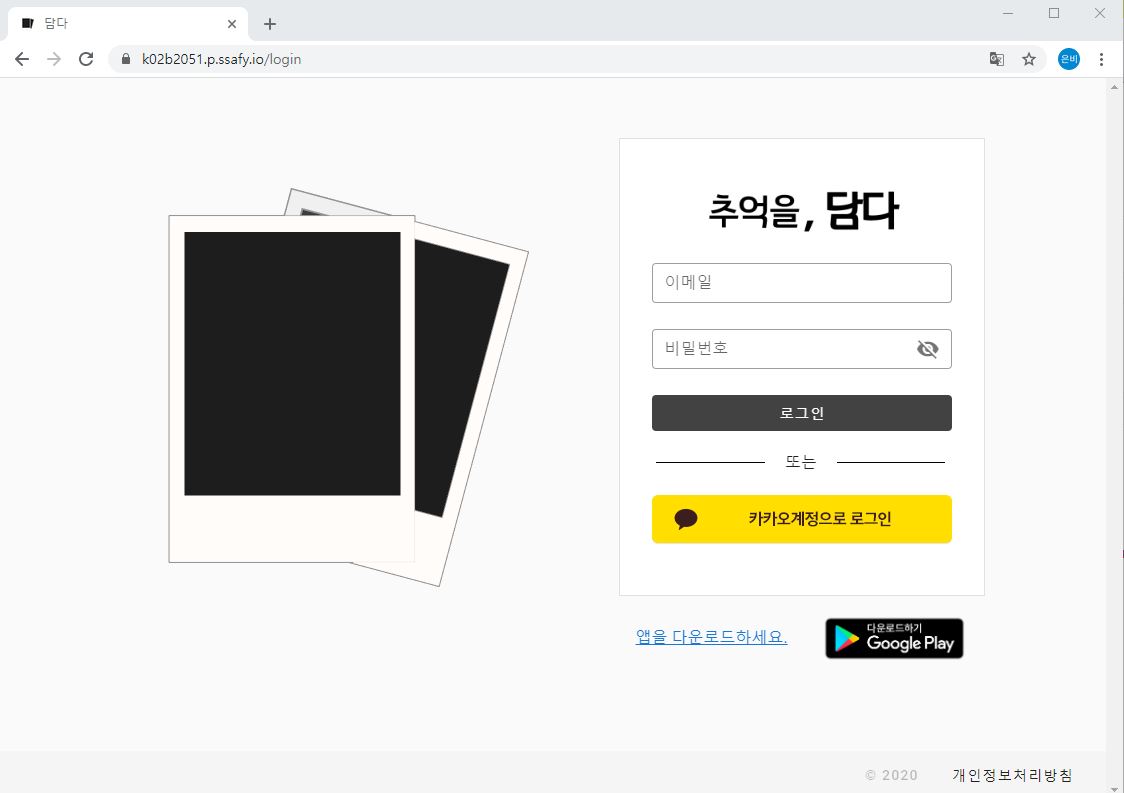 담다
k02b2051.p.ssafy.io/login
은비
추억을, 담다
이메일
비밀번호
로그인
또는
카카오계정으로 로그인
앱을 다운로드하세요.
다운로드하기
Google Play
© 2020
개인정보처리방침